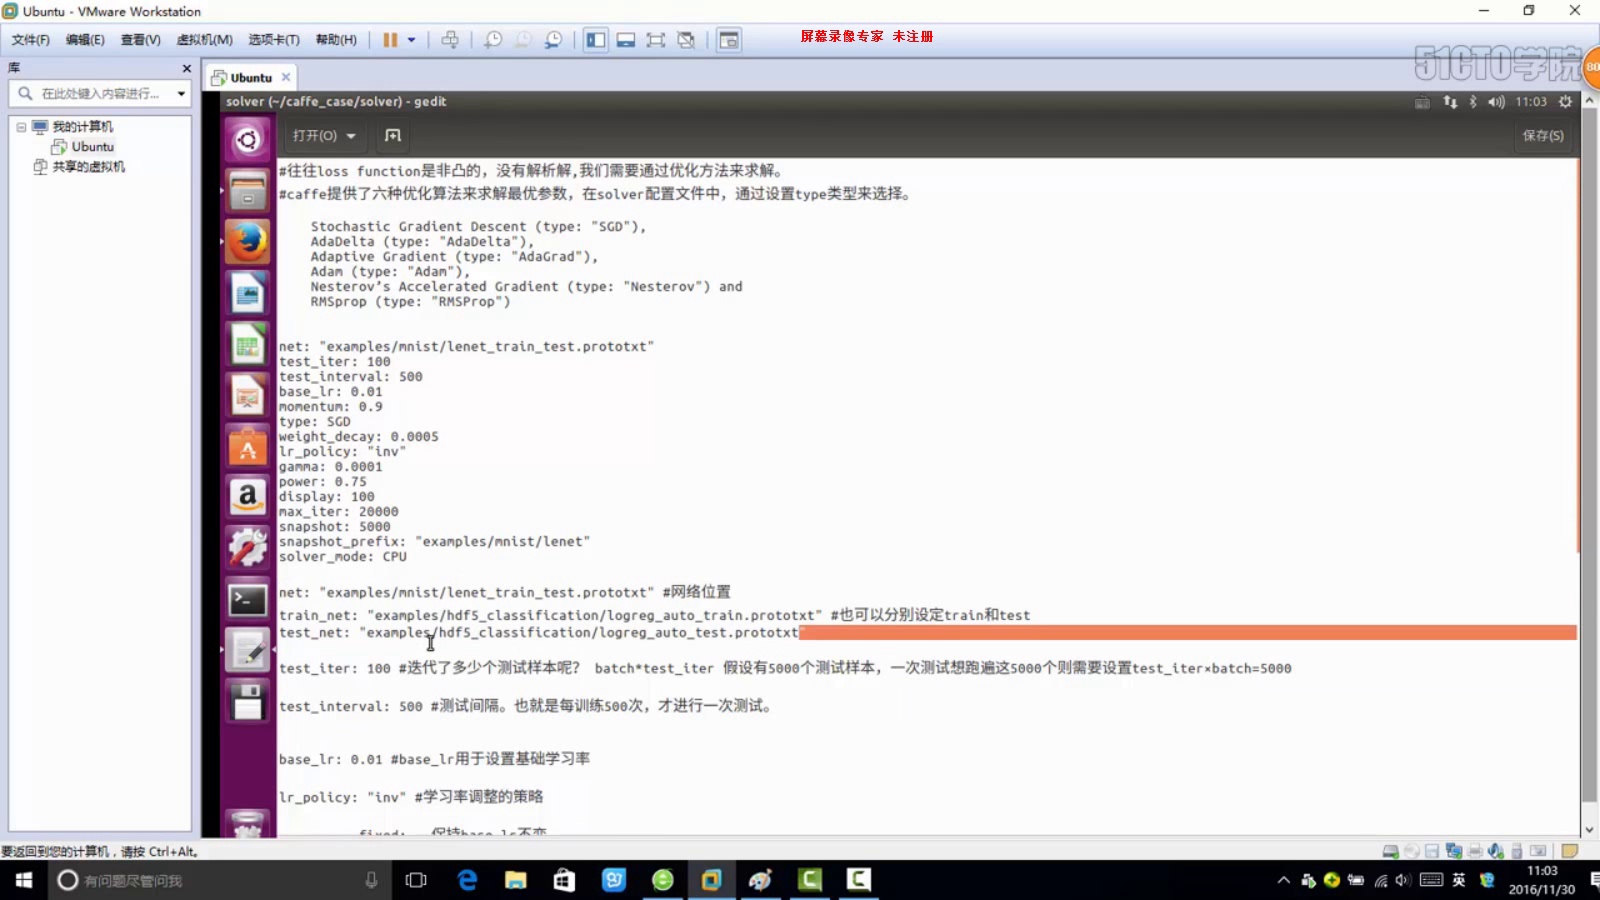 Ubuntu - VMware Workstation
文件(F) 编辑(E) 查看(V) 虚拟机(M) 选项卡(T) 帮助(H)
屏幕录像专家 未注册
51CTO学院
80
库
Ubuntu
在此处键入内容进行...
我的计算机
Ubuntu
共享的虚拟机
solver (~/caffe_case/solver) - gedit
11:03
打开(O)
保存(S)
#往往loss function是非凸的，没有解析解,我们需要通过优化方法来求解。
#caffe提供了六种优化算法来求解最优参数，在solver配置文件中，通过设置type类型来选择。
Stochastic Gradient Descent (type: "SGD"),
AdaDelta (type: "AdaDelta"),
Adaptive Gradient (type: "AdaGrad"),
Adam (type: "Adam"),
Nesterov’s Accelerated Gradient (type: "Nesterov") and
RMSprop (type: "RMSProp")
net: "examples/mnist/lenet_train_test.prototxt"
test_iter: 100
test_interval: 500
base_lr: 0.01
momentum: 0.9
type: SGD
weight_decay: 0.0005
lr_policy: "inv"
gamma: 0.0001
power: 0.75
display: 100
max_iter: 20000
snapshot: 5000
snapshot_prefix: "examples/mnist/lenet"
solver_mode: CPU
net: "examples/mnist/lenet_train_test.prototxt" #网络位置
train_net: "examples/hdf5_classification/logreg_auto_train.prototxt" #也可以分别设定train和test
test_net: "examples/hdf5_classification/logreg_auto_test.prototxt"
test_iter: 100 #迭代了多少个测试样本呢？ batch*test_iter 假设有5000个测试样本，一次测试想跑遍这5000个则需要设置test_iter×batch=5000
test_interval: 500 #测试间隔。也就是每训练500次，才进行一次测试。
base_lr: 0.01 #base_lr用于设置基础学习率
lr_policy: "inv" #学习率调整的策略
fixed: 保持base_lr不变
要返回到您的计算机，请按 Ctrl+Alt。
有问题尽管问我
英
11:03
2016/11/30